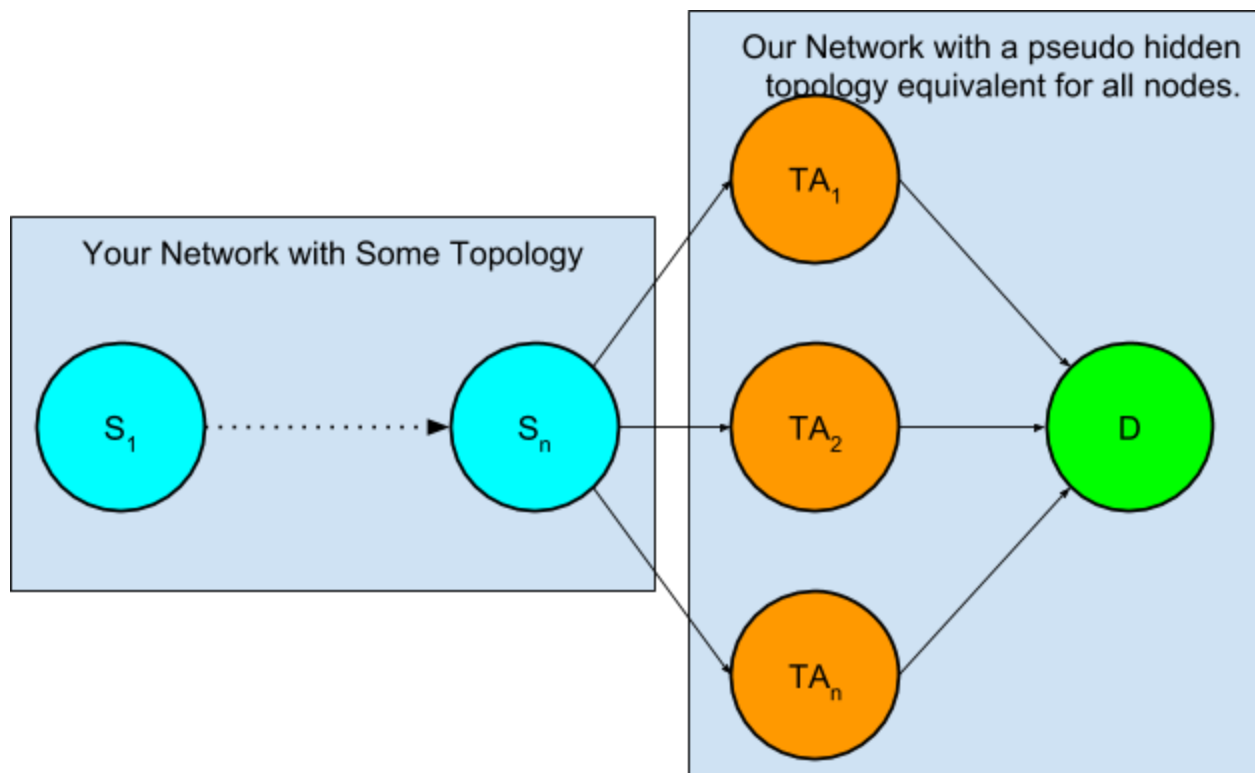 Our Network with a pseudo hidden
topology equivalent for all nodes.
TA₁
Your Network with Some Topology
S₁
Sₙ
TA₂
D
TAₙ